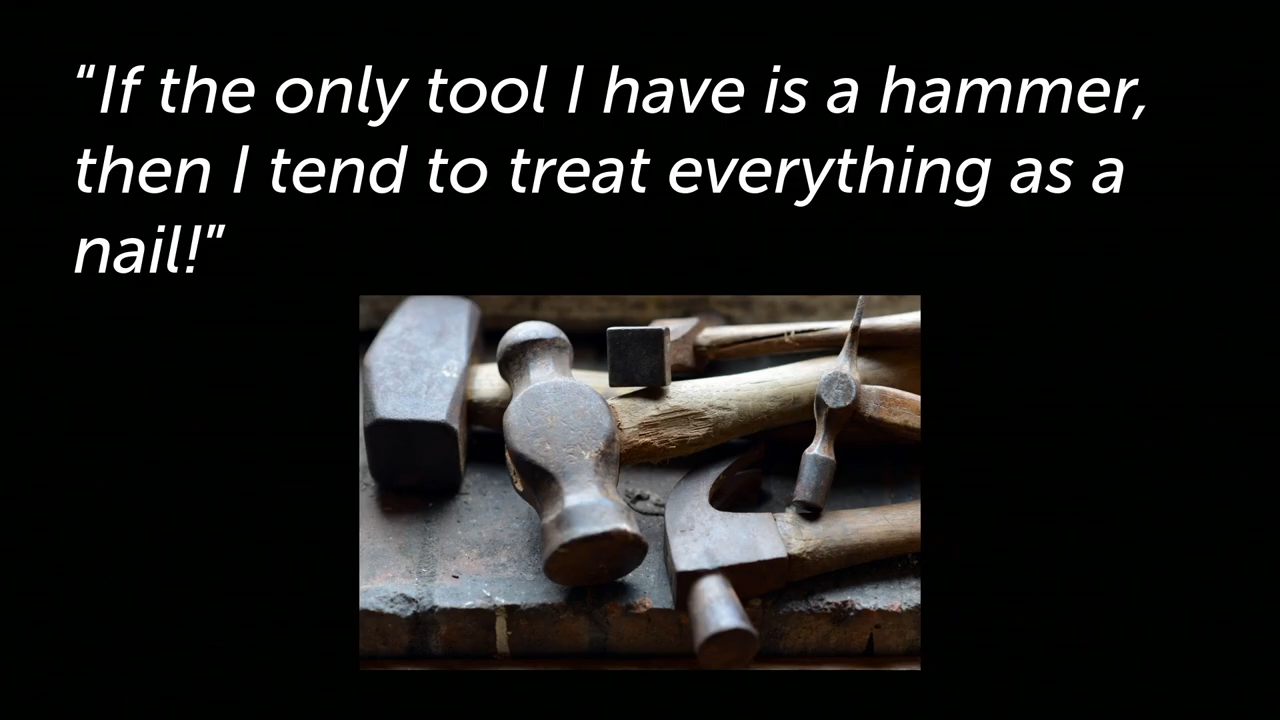 “If the only tool I have is a hammer,
then I tend to treat everything as a
nail!”